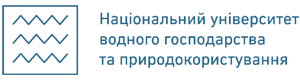 Національний університет
водного господарства
та природокористування